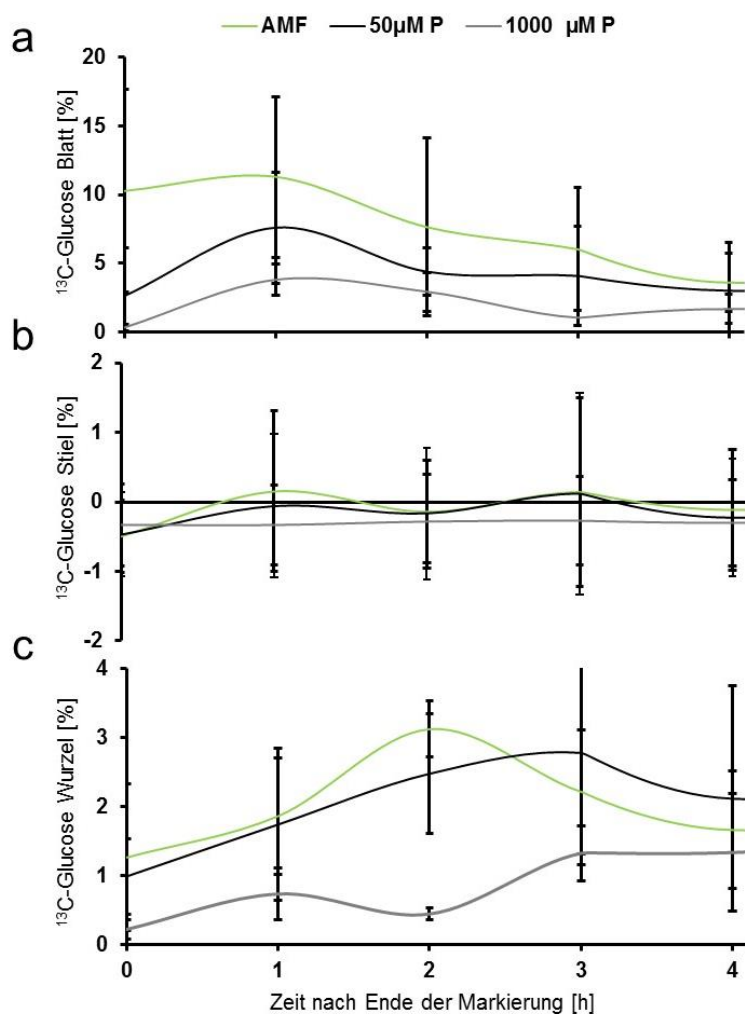 AMF 50µM P 1000 µM P
a
20
15
10
5
0
¹³C-Glucose Blatt [%]
b
2
1
0
-1
-2
¹³C-Glucose Stiel [%]
c
4
3
2
1
0
¹³C-Glucose Wurzel [%]
0 1 2 3 4
Zeit nach Ende der Markierung [h]